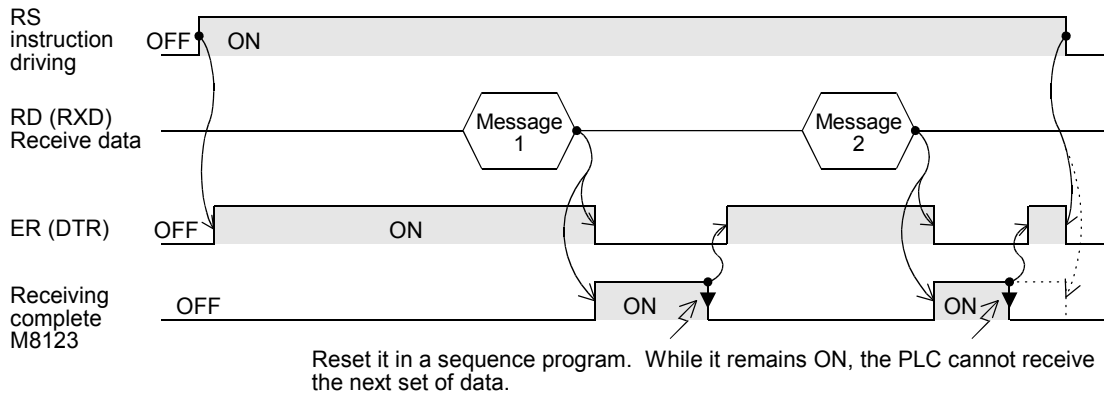 RS
instruction
driving
OFF
ON
RD (RXD)
Receive data
Message
1
Message
2
ER (DTR)
OFF
ON
Receiving
complete
M8123
OFF
ON
ON
Reset it in a sequence program. While it remains ON, the PLC cannot receive
the next set of data.